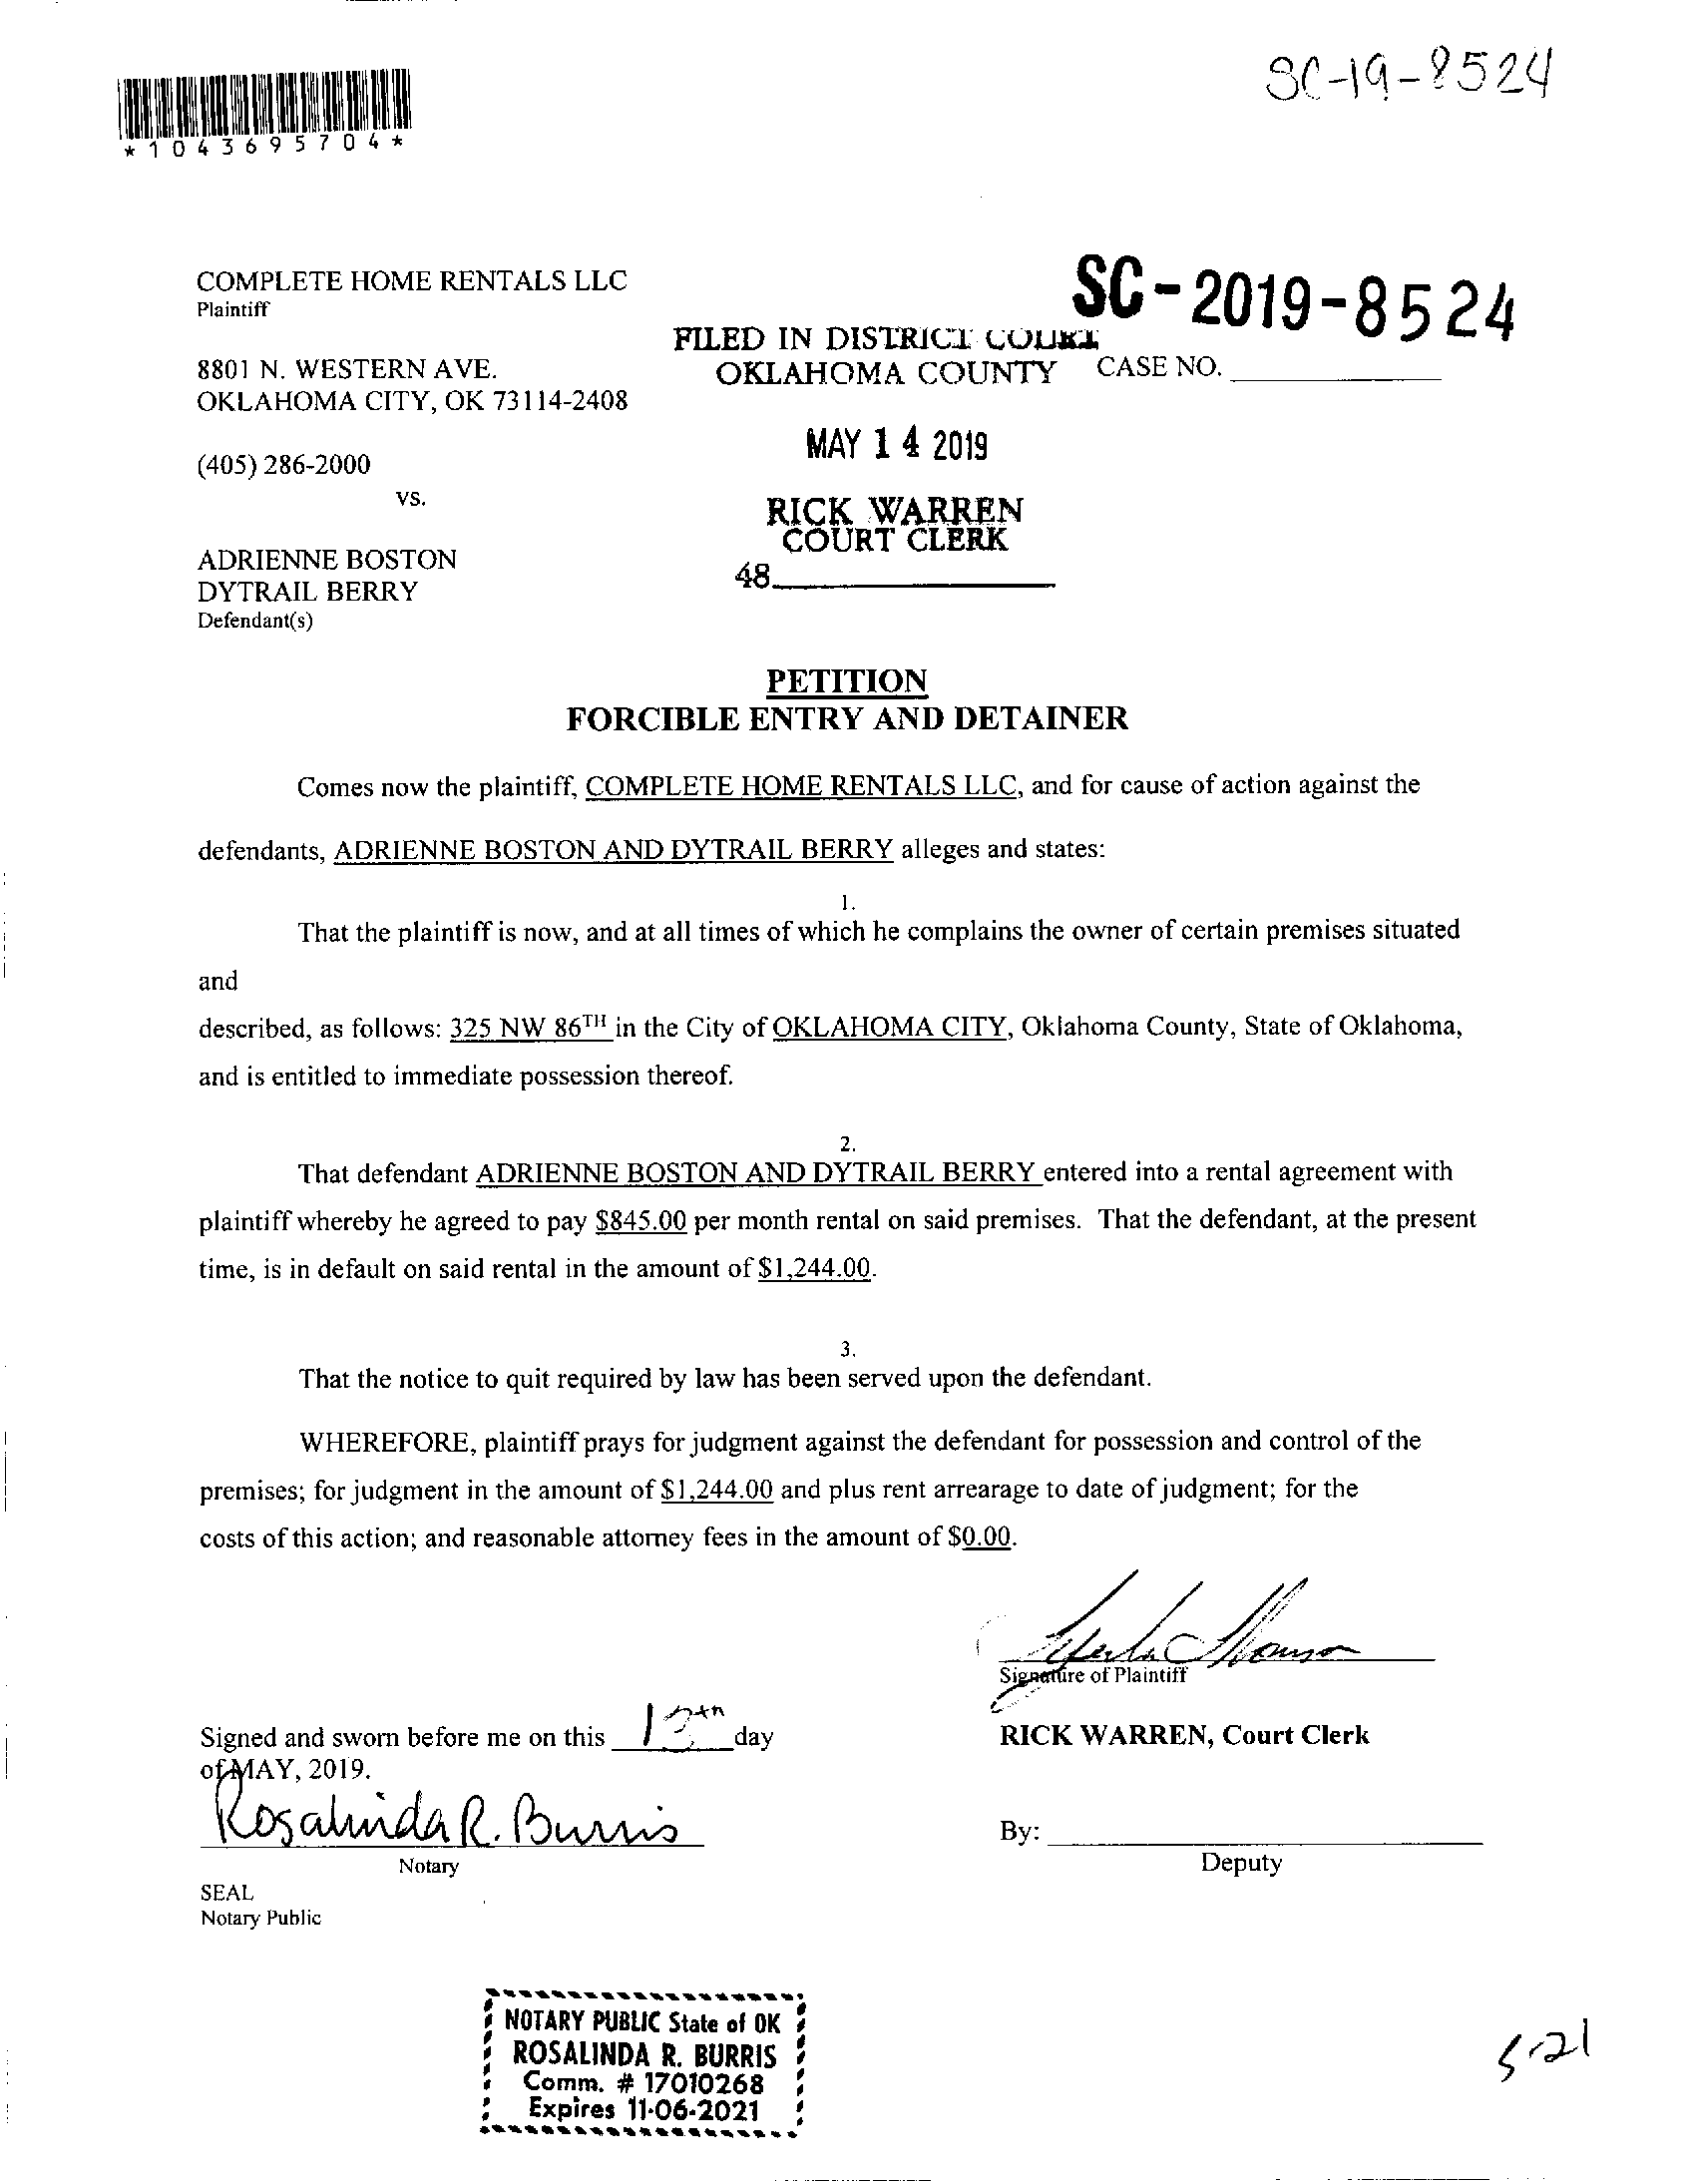 SC-19-8524
*1043695704*
SC-2019-8524
COMPLETE HOME RENTALS LLC
Plaintiff
FILED IN DISTRICT COURT
8801 N. WESTERN AVE.
OKLAHOMA COUNTY CASE NO.
OKLAHOMA CITY, OK 73114-2408
MAY 14 2019
(405) 286-2000
vs.
RICK WARREN
COURT CLERK
ADRIENNE BOSTON
48
DYTRAIL BERRY
Defendant(s)
PETITION
FORCIBLE ENTRY AND DETAINER
Comes now the plaintiff, COMPLETE HOME RENTALS LLC, and for cause of action against the
defendants, ADRIENNE BOSTON AND DYTRAIL BERRY alleges and states:
1.
That the plaintiff is now, and at all times of which he complains the owner of certain premises situated
and
described, as follows: 325 NW 86TH in the City of OKLAHOMA CITY, Oklahoma County, State of Oklahoma,
and is entitled to immediate possession thereof.
2.
That defendant ADRIENNE BOSTON AND DYTRAIL BERRY entered into a rental agreement with
plaintiff whereby he agreed to pay $845.00 per month rental on said premises. That the defendant, at the present
time, is in default on said rental in the amount of $1,244.00.
3.
That the notice to quit required by law has been served upon the defendant.
WHEREFORE, plaintiff prays for judgment against the defendant for possession and control of the
premises; for judgment in the amount of $1,244.00 and plus rent arrearage to date of judgment; for the
costs of this action; and reasonable attorney fees in the amount of $0.00.
Signature of Plaintiff
Signed and sworn before me on this day
RICK WARREN, Court Clerk
of MAY, 2019.
Rosalinda R. Burris
By:
Notary
Deputy
SEAL
Notary Public
NOTARY PUBLIC State of OK
ROSALINDA R. BURRIS
Comm. # 17010268
Expires 11-06-2021
5-21